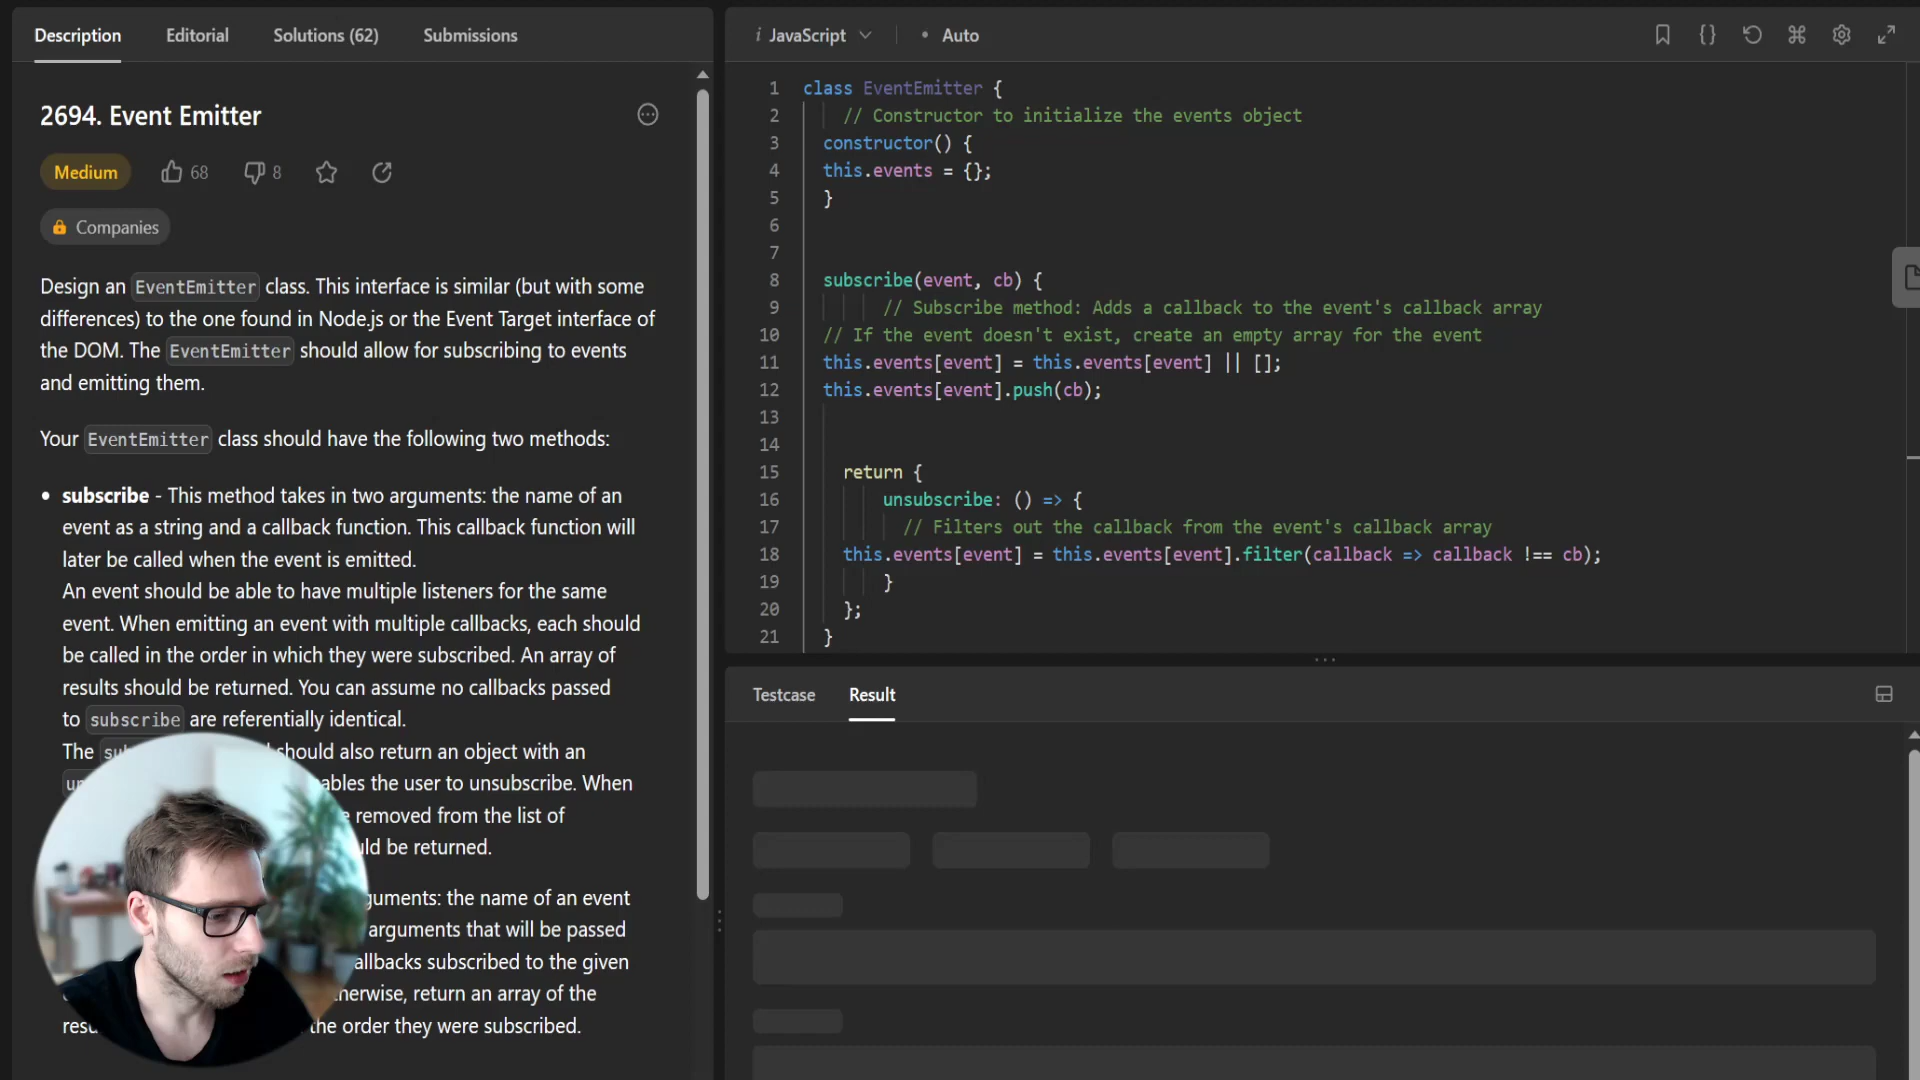 Description Editorial Solutions (62) Submissions
2694. Event Emitter
Medium 68 8
Companies
Design an EventEmitter class. This interface is similar (but with some
differences) to the one found in Node.js or the Event Target interface of
the DOM. The EventEmitter should allow for subscribing to events
and emitting them.
Your EventEmitter class should have the following two methods:
• subscribe - This method takes in two arguments: the name of an
event as a string and a callback function. This callback function will
later be called when the event is emitted.
An event should be able to have multiple listeners for the same
event. When emitting an event with multiple callbacks, each should
be called in the order in which they were subscribed. An array of
results should be returned. You can assume no callbacks passed
to subscribe are referentially identical.
The should also return an object with an
the user to unsubscribe. When
removed from the list of
be returned.
the name of an event
arguments that will be passed
subscribed to the given
return an array of the
the order they were subscribed.
i JavaScript • Auto
1 class EventEmitter {
2 // Constructor to initialize the events object
3 constructor() {
4 this.events = {};
5 }
6
7
8 subscribe(event, cb) {
9 // Subscribe method: Adds a callback to the event's callback array
10 // If the event doesn't exist, create an empty array for the event
11 this.events[event] = this.events[event] || [];
12 this.events[event].push(cb);
13
14
15 return {
16 unsubscribe: () => {
17 // Filters out the callback from the event's callback array
18 this.events[event] = this.events[event].filter(callback => callback !== cb);
19 }
20 };
21 }
Testcase Result